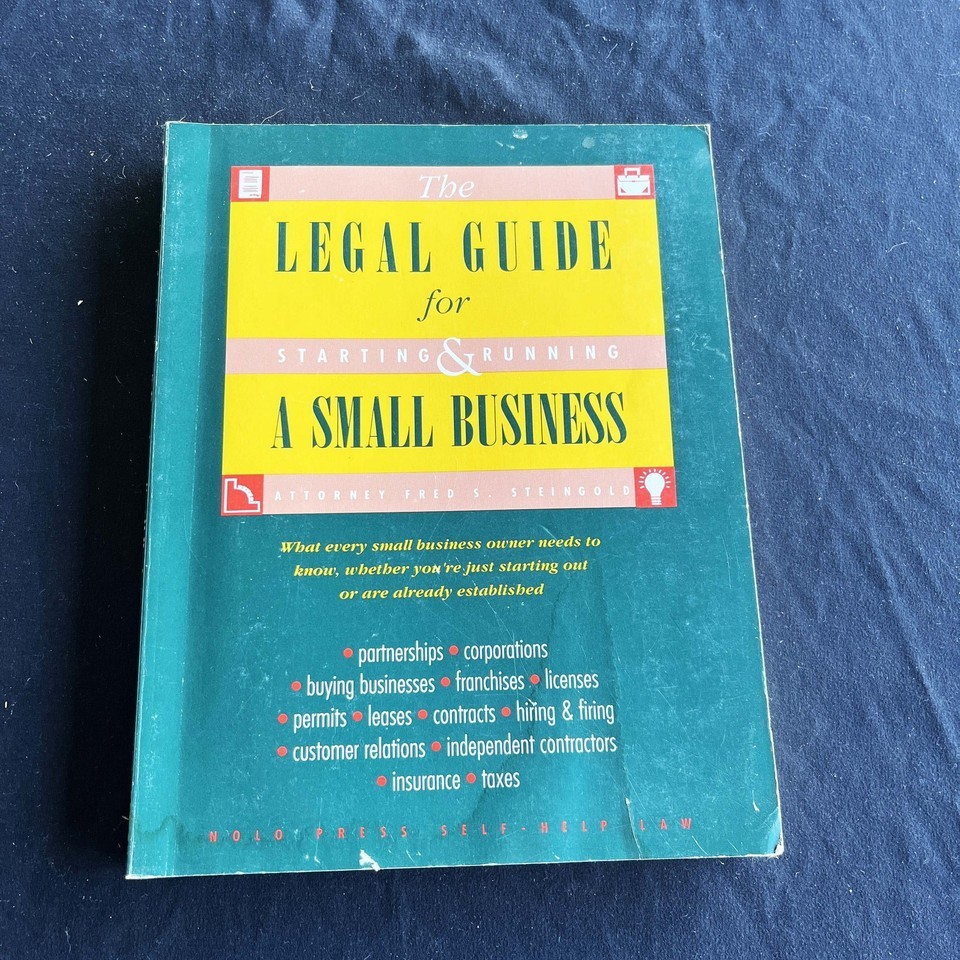 The
LEGAL GUIDE
for
STARTING & RUNNING
A SMALL BUSINESS
ATTORNEY FRED S. STEINGOLD
What every small business owner needs to
know, whether you're just starting out
or are already established
• partnerships • corporations
• buying businesses • franchises • licenses
• permits • leases • contracts • hiring & firing
• customer relations • independent contractors
• insurance • taxes
NOLO PRESS SELF-HELP LAW